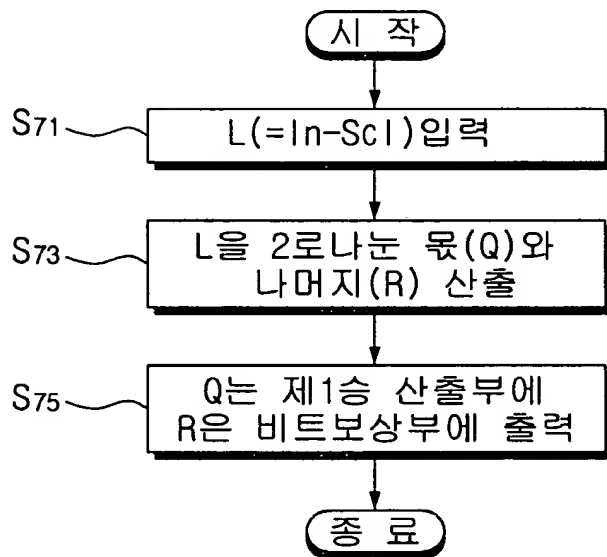 시 작
S71
L(=In-Scl)입력
S73
L을 2로나눈 몫(Q)와
나머지(R) 산출
S75
Q는 제1승 산출부에
R은 비트보상부에 출력
종 료